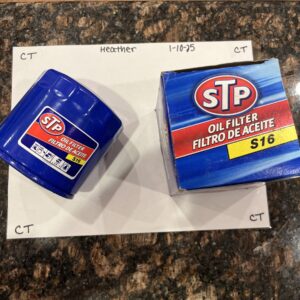 CT
Heather 1-10-25
CT
STP
OIL FILTER
FILTRO DE ACEITE
S16
STP
OIL FILTER
FILTRO DE ACEITE
S16
CT
CT